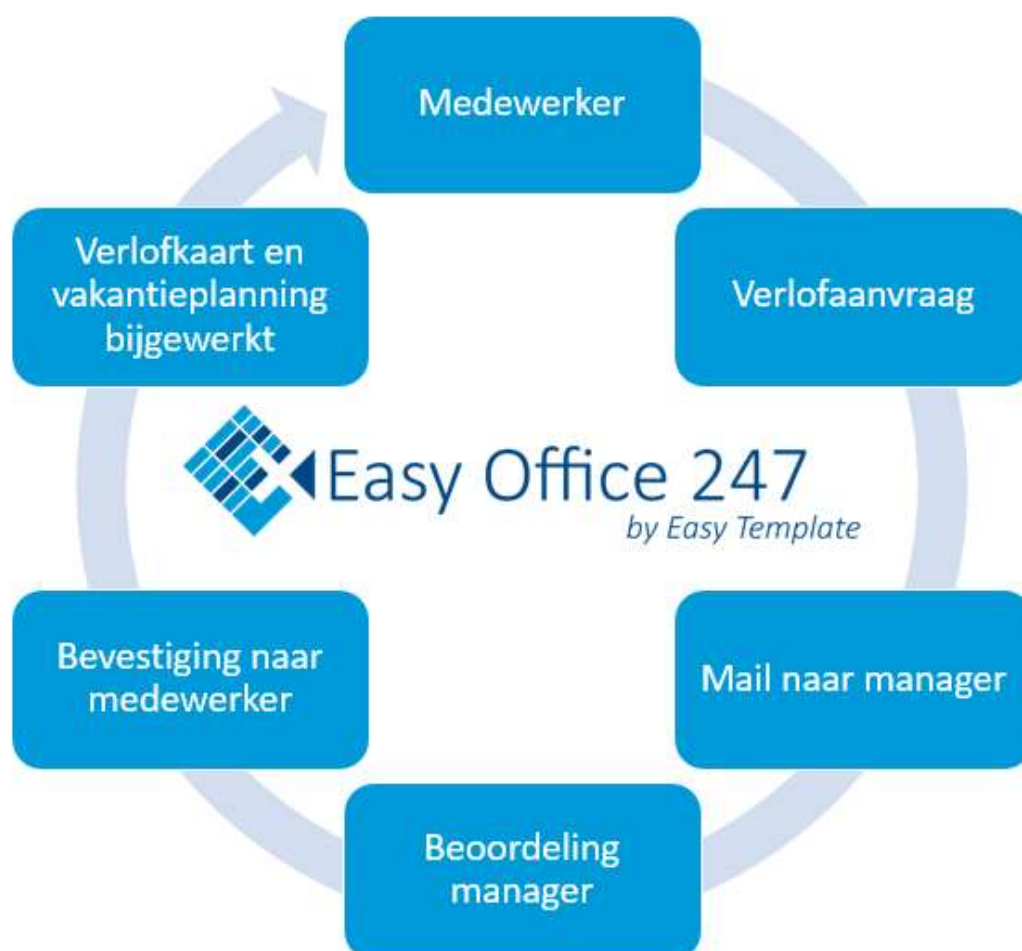 Medewerker
Verlofaanvraag
Mail naar manager
Beoordeling
manager
Bevestiging naar
medewerker
Verlofkaart en
vakantieplanning
bijgewerkt
Easy Office 247
by Easy Template